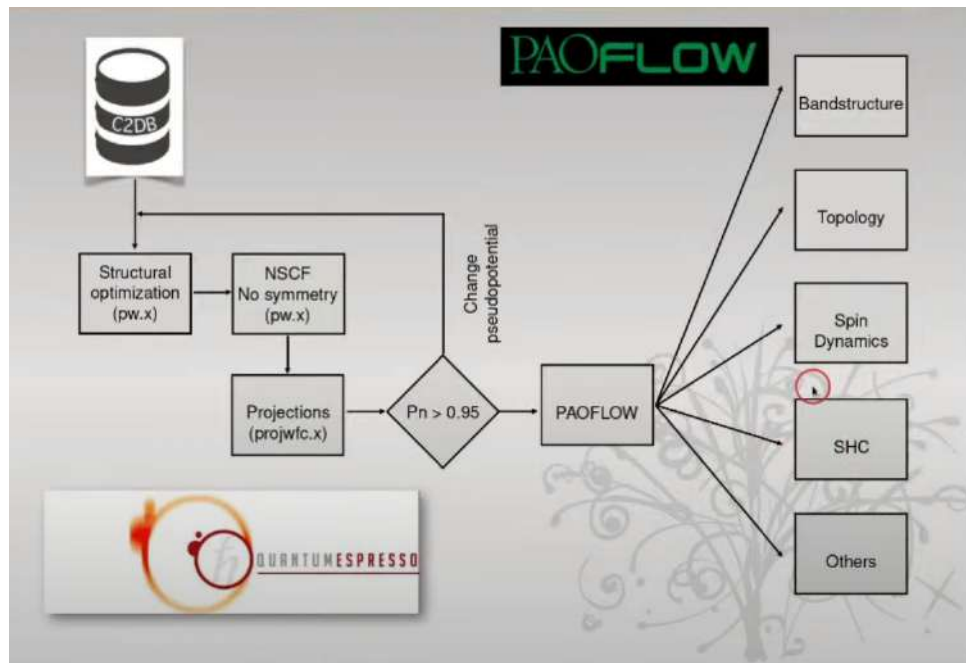 PAOFLOW
C2DB
Bandstructure
Topology
Structural
optimization
(pw.x)
NSCF
No symmetry
(pw.x)
Change
pseudopotential
Spin
Dynamics
Projections
(projwfc.x)
Pn > 0.95
PAOFLOW
SHC
ħ
QUANTUMESPRESSO
Others